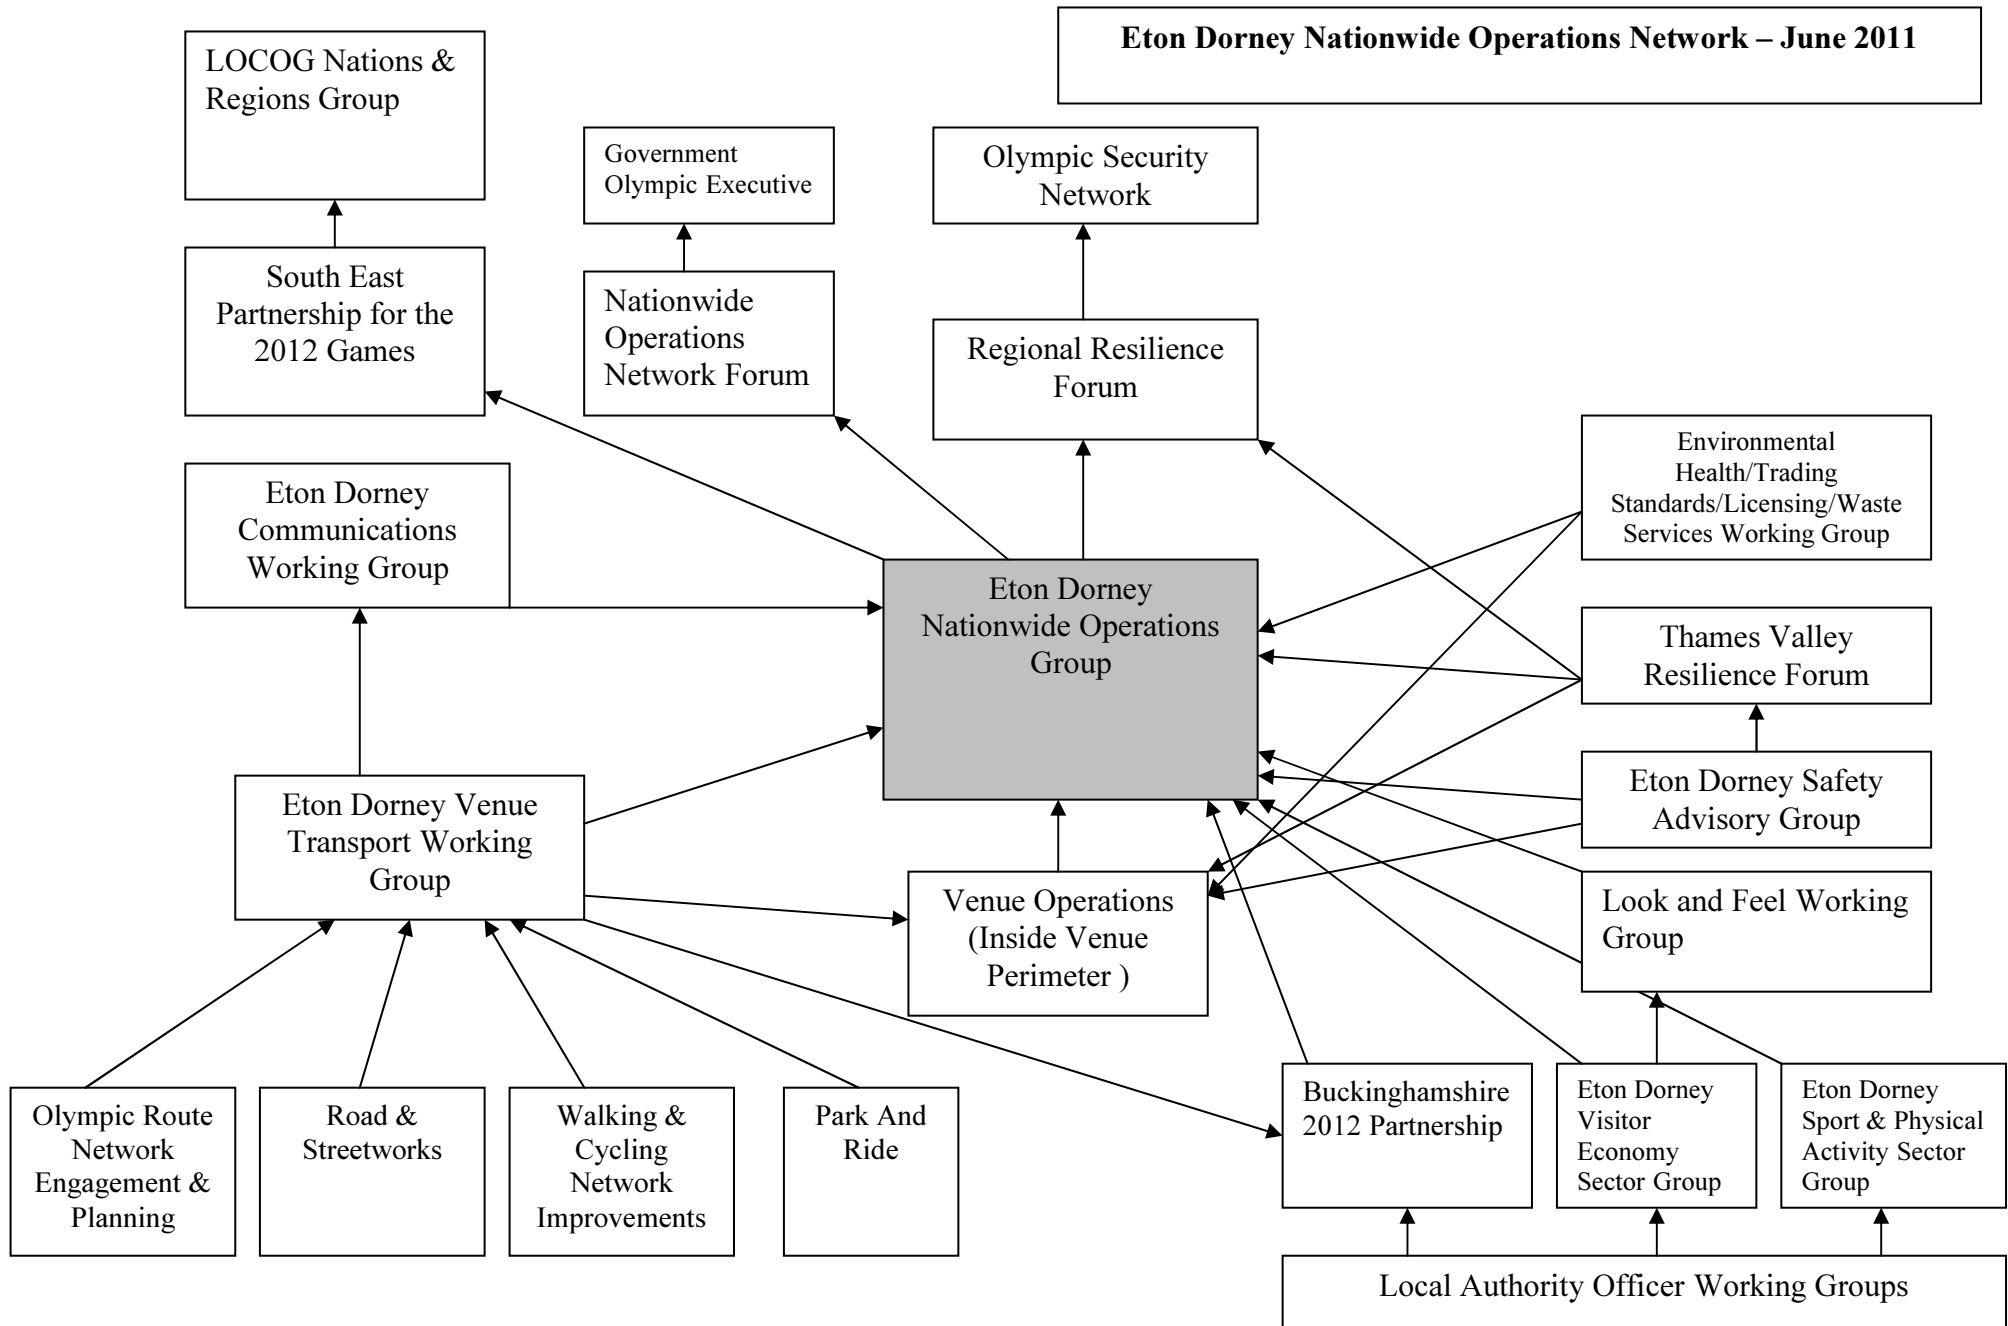 Eton Dorney Nationwide Operations Network – June 2011
LOCOG Nations &
Regions Group
Government
Olympic Executive
Olympic Security
Network
South East
Partnership for the
2012 Games
Nationwide
Operations
Network Forum
Regional Resilience
Forum
Environmental
Health/Trading
Standards/Licensing/Waste
Services Working Group
Eton Dorney
Communications
Working Group
Eton Dorney
Nationwide Operations
Group
Thames Valley
Resilience Forum
Eton Dorney Safety
Advisory Group
Eton Dorney Venue
Transport Working
Group
Venue Operations
(Inside Venue
Perimeter )
Look and Feel Working
Group
Olympic Route
Network
Engagement &
Planning
Road &
Streetworks
Walking &
Cycling
Network
Improvements
Park And
Ride
Buckinghamshire
2012 Partnership
Eton Dorney
Visitor
Economy
Sector Group
Eton Dorney
Sport & Physical
Activity Sector
Group
Local Authority Officer Working Groups